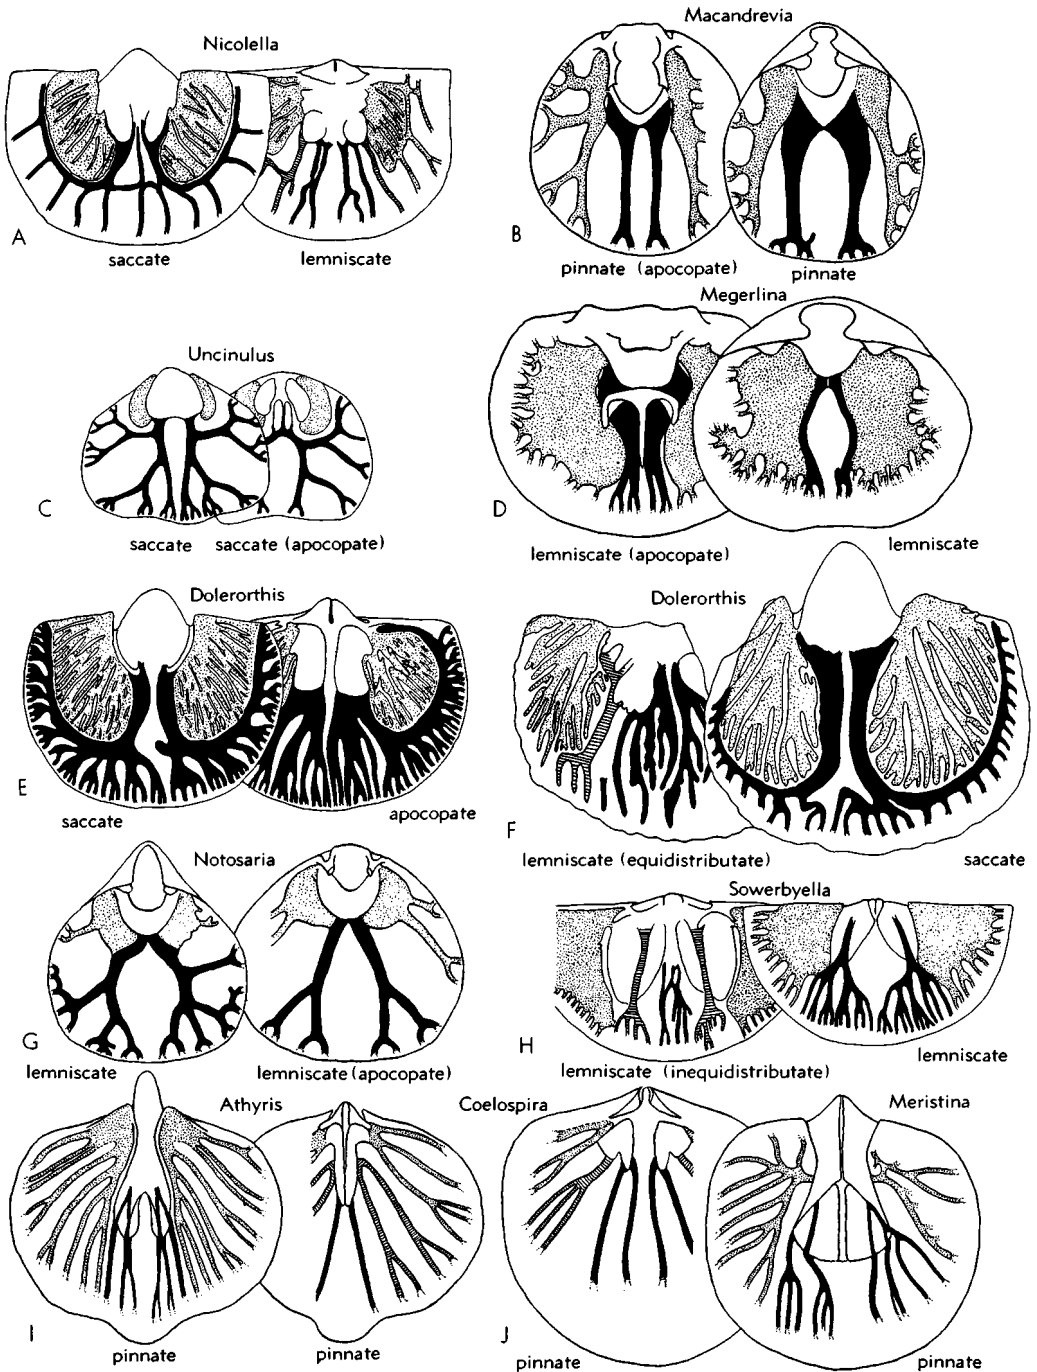 Nicolella
A
saccate
lemniscate
Macandrevia
B
pinnate (apocopate)
pinnate
Uncinulus
C
saccate saccate (apocopate)
Megerlina
D
lemniscate (apocopate)
lemniscate
Dolerorthis
E
saccate
apocopate
Dolerorthis
F
lemniscate (equidistributate)
saccate
Notosaria
G
lemniscate
lemniscate (apocopate)
Sowerbyella
H
lemniscate (inequidistributate)
lemniscate
Athyris
I
pinnate
pinnate
Coelospira
Meristina
J
pinnate
pinnate